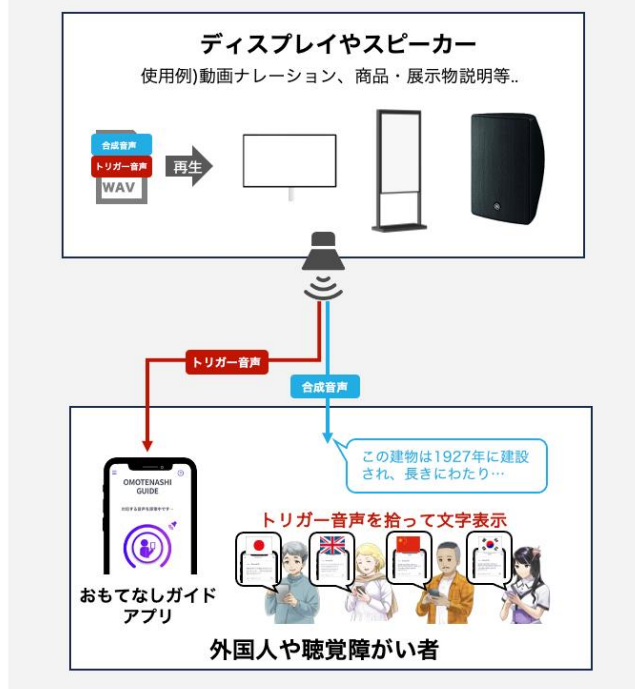 ディスプレイやスピーカー
使用例)動画ナレーション、商品・展示物説明等..
合成音声
トリガー音声
WAV
再生
トリガー音声
合成音声
この建物は1927年に建設
され、長きにわたり…
OMOTENASHI
GUIDE
トリガー音声を拾って文字表示
おもてなしガイド
アプリ
外国人や聴覚障がい者